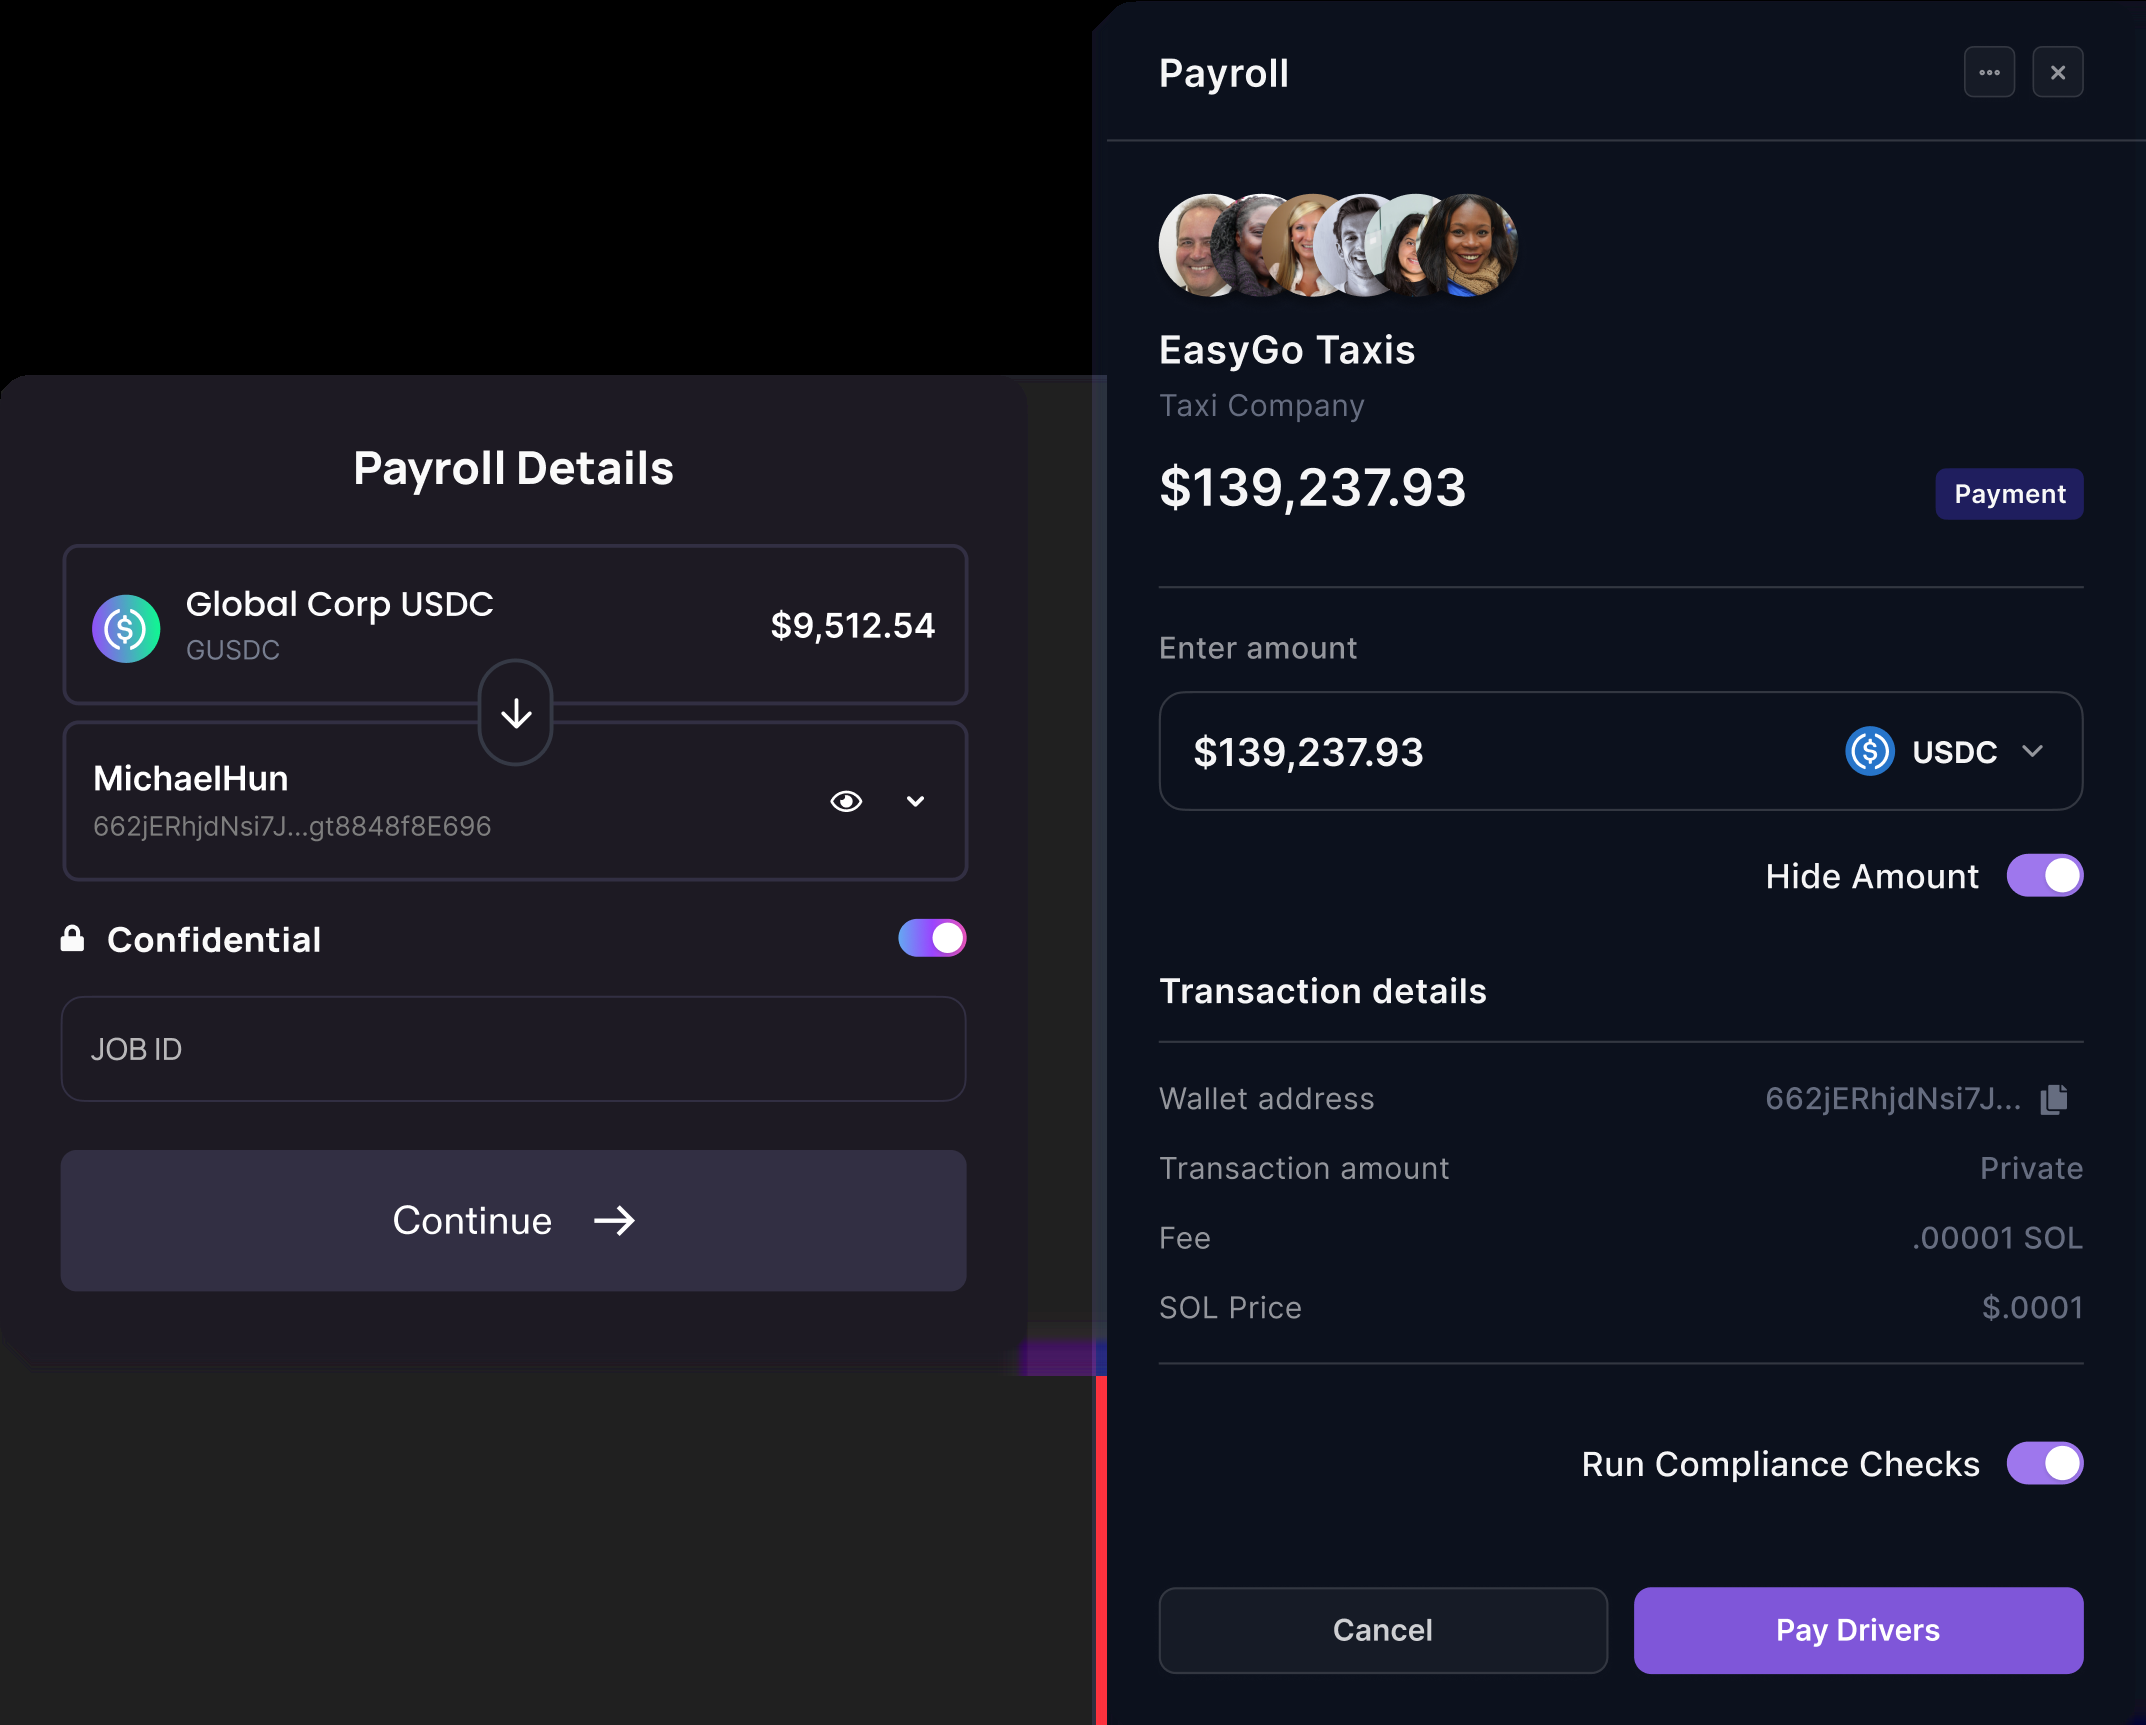 Payroll Details
Global Corp USDC
GUSDC
$9,512.54
MichaelHun
662jERhjdNsi7J...gt8848f8E696
Confidential
JOB ID
Continue
Payroll
EasyGo Taxis
Taxi Company
$139,237.93
Payment
Enter amount
$139,237.93
USDC
Hide Amount
Transaction details
Wallet address
662jERhjdNsi7J...
Transaction amount
Private
Fee
.00001 SOL
SOL Price
$.0001
Run Compliance Checks
Cancel
Pay Drivers